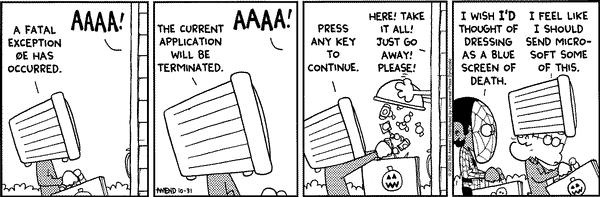 A FATAL
EXCEPTION
0E HAS
OCCURRED.
AAAA!
THE CURRENT
APPLICATION
WILL BE
TERMINATED.
AAAA!
AMEND 10-31
PRESS
ANY KEY
TO
CONTINUE.
HERE! TAKE
IT ALL!
JUST GO
AWAY!
PLEASE!
I WISH I'D
THOUGHT OF
DRESSING
AS A BLUE
SCREEN OF
DEATH.
I FEEL LIKE
I SHOULD
SEND MICRO-
SOFT SOME
OF THIS.